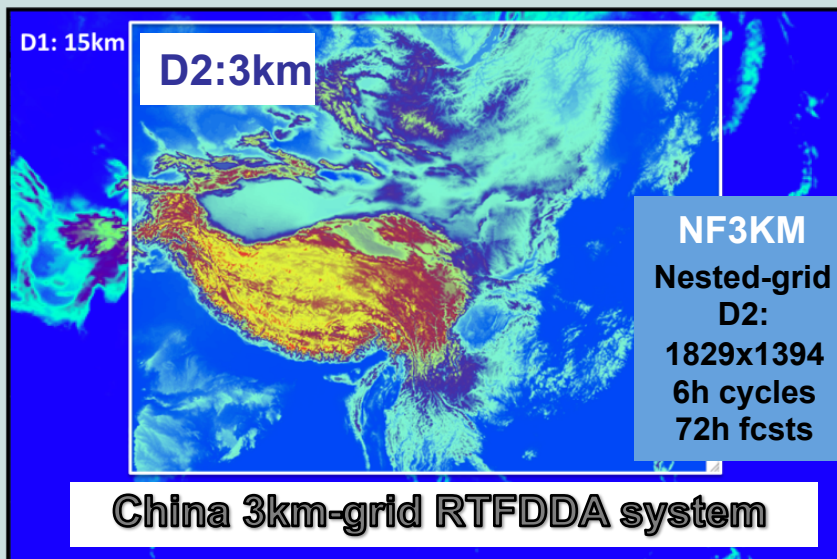 D1: 15km
D2:3km
NF3KM
Nested-grid
D2:
1829x1394
6h cycles
72h fcsts
China 3km-grid RTFDDA system